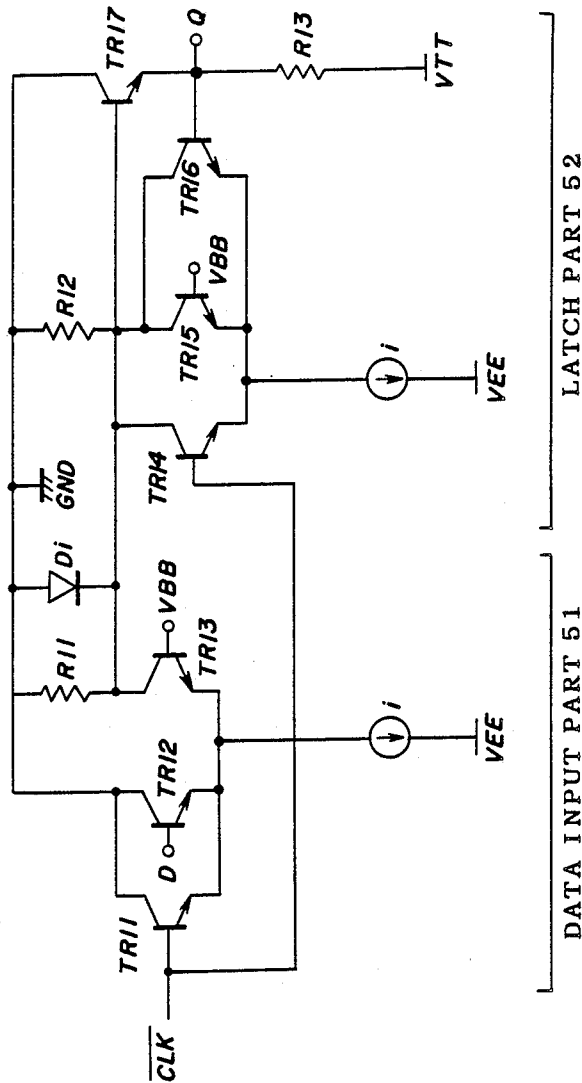 R11
Di
GND
R12
TR17
Q
R13
VTT
TR11
D
TR12
TR13
VBB
TR14
TR15
VBB
TR16
CLK
i
VEE
i
VEE
DATA INPUT PART 51
LATCH PART 52